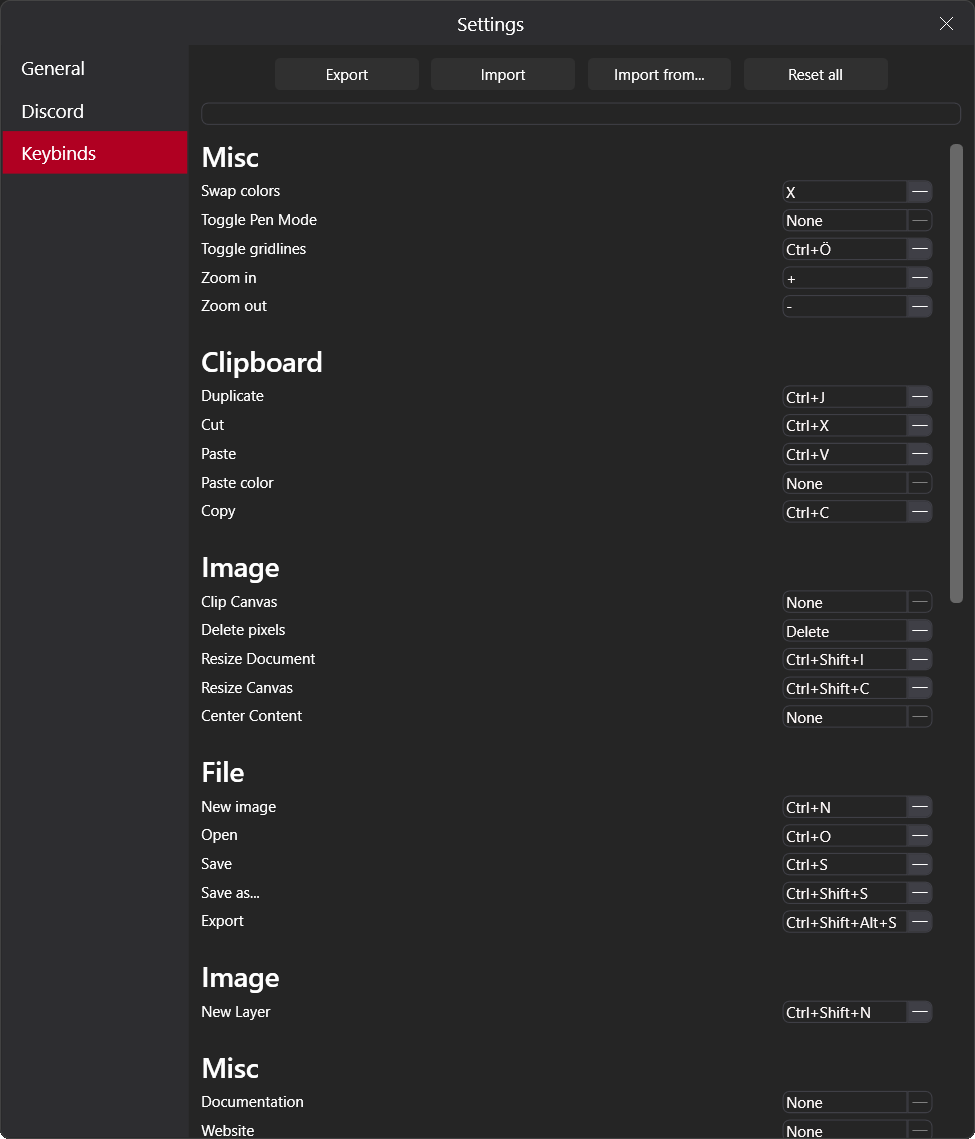 Settings
General
Discord
Keybinds
Export Import Import from... Reset all
Misc
Swap colors X
Toggle Pen Mode None
Toggle gridlines Ctrl+Ö
Zoom in +
Zoom out -
Clipboard
Duplicate Ctrl+J
Cut Ctrl+X
Paste Ctrl+V
Paste color None
Copy Ctrl+C
Image
Clip Canvas None
Delete pixels Delete
Resize Document Ctrl+Shift+I
Resize Canvas Ctrl+Shift+C
Center Content None
File
New image Ctrl+N
Open Ctrl+O
Save Ctrl+S
Save as... Ctrl+Shift+S
Export Ctrl+Shift+Alt+S
Image
New Layer Ctrl+Shift+N
Misc
Documentation None
Website None